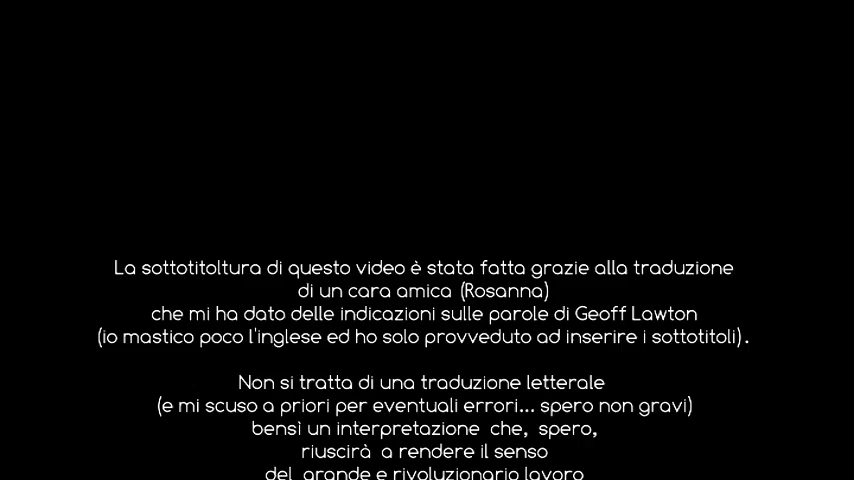 La sottotitoltura di questo video è stata fatta grazie alla traduzione
di un cara amica (Rosanna)
che mi ha dato delle indicazioni sulle parole di Geoff Lawton
(io mastico poco l'inglese ed ho solo provveduto ad inserire i sottotitoli).
Non si tratta di una traduzione letterale
(e mi scuso a priori per eventuali errori... spero non gravi)
bensì un interpretazione che, spero,
riuscirà a rendere il senso
del grande e rivoluzionario lavoro